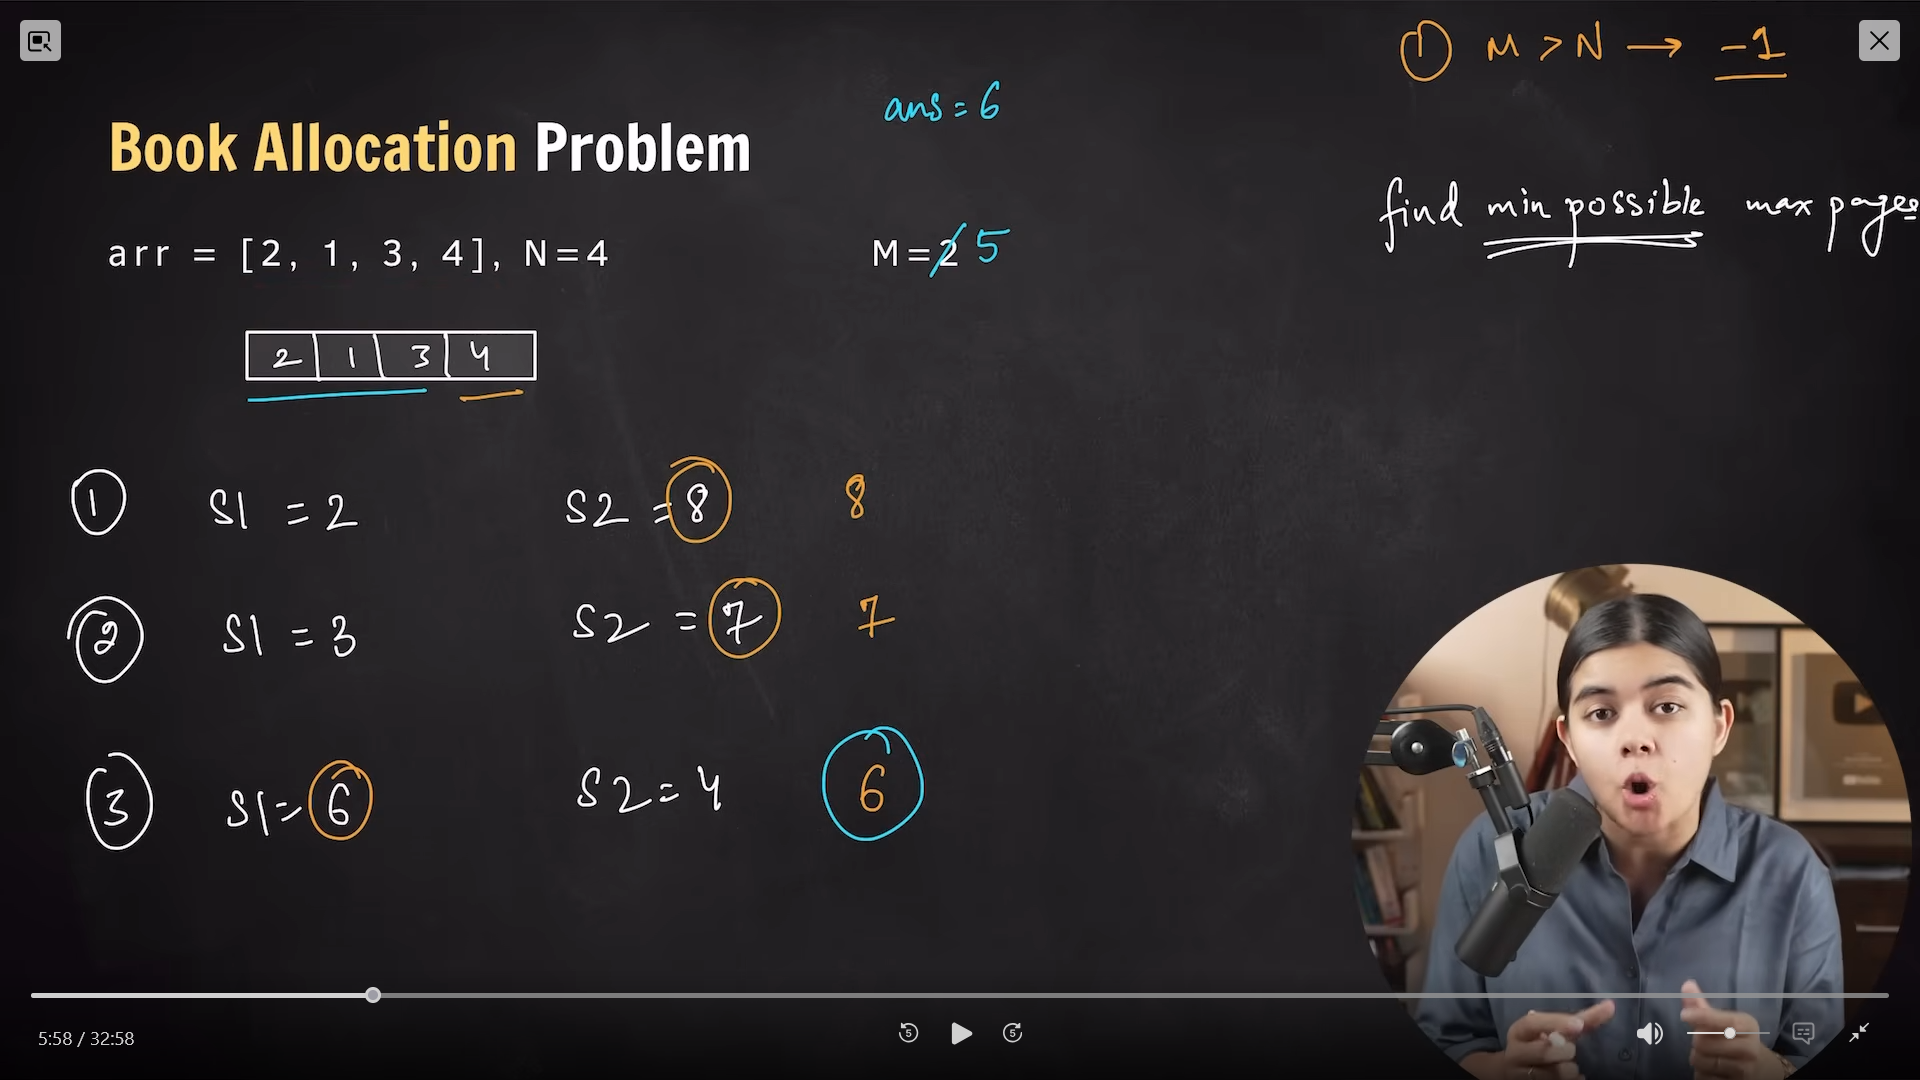 ① M > N → -1
ans = 6
Book Allocation Problem
find min possible max pages
arr = [2, 1, 3, 4], N=4 M=2 5
2 1 3 4
① S1 = 2 S2 = 8 8
② S1 = 3 S2 = 7 7
③ S1 = 6 S2 = 4 6
5:58 / 32:58 5 5